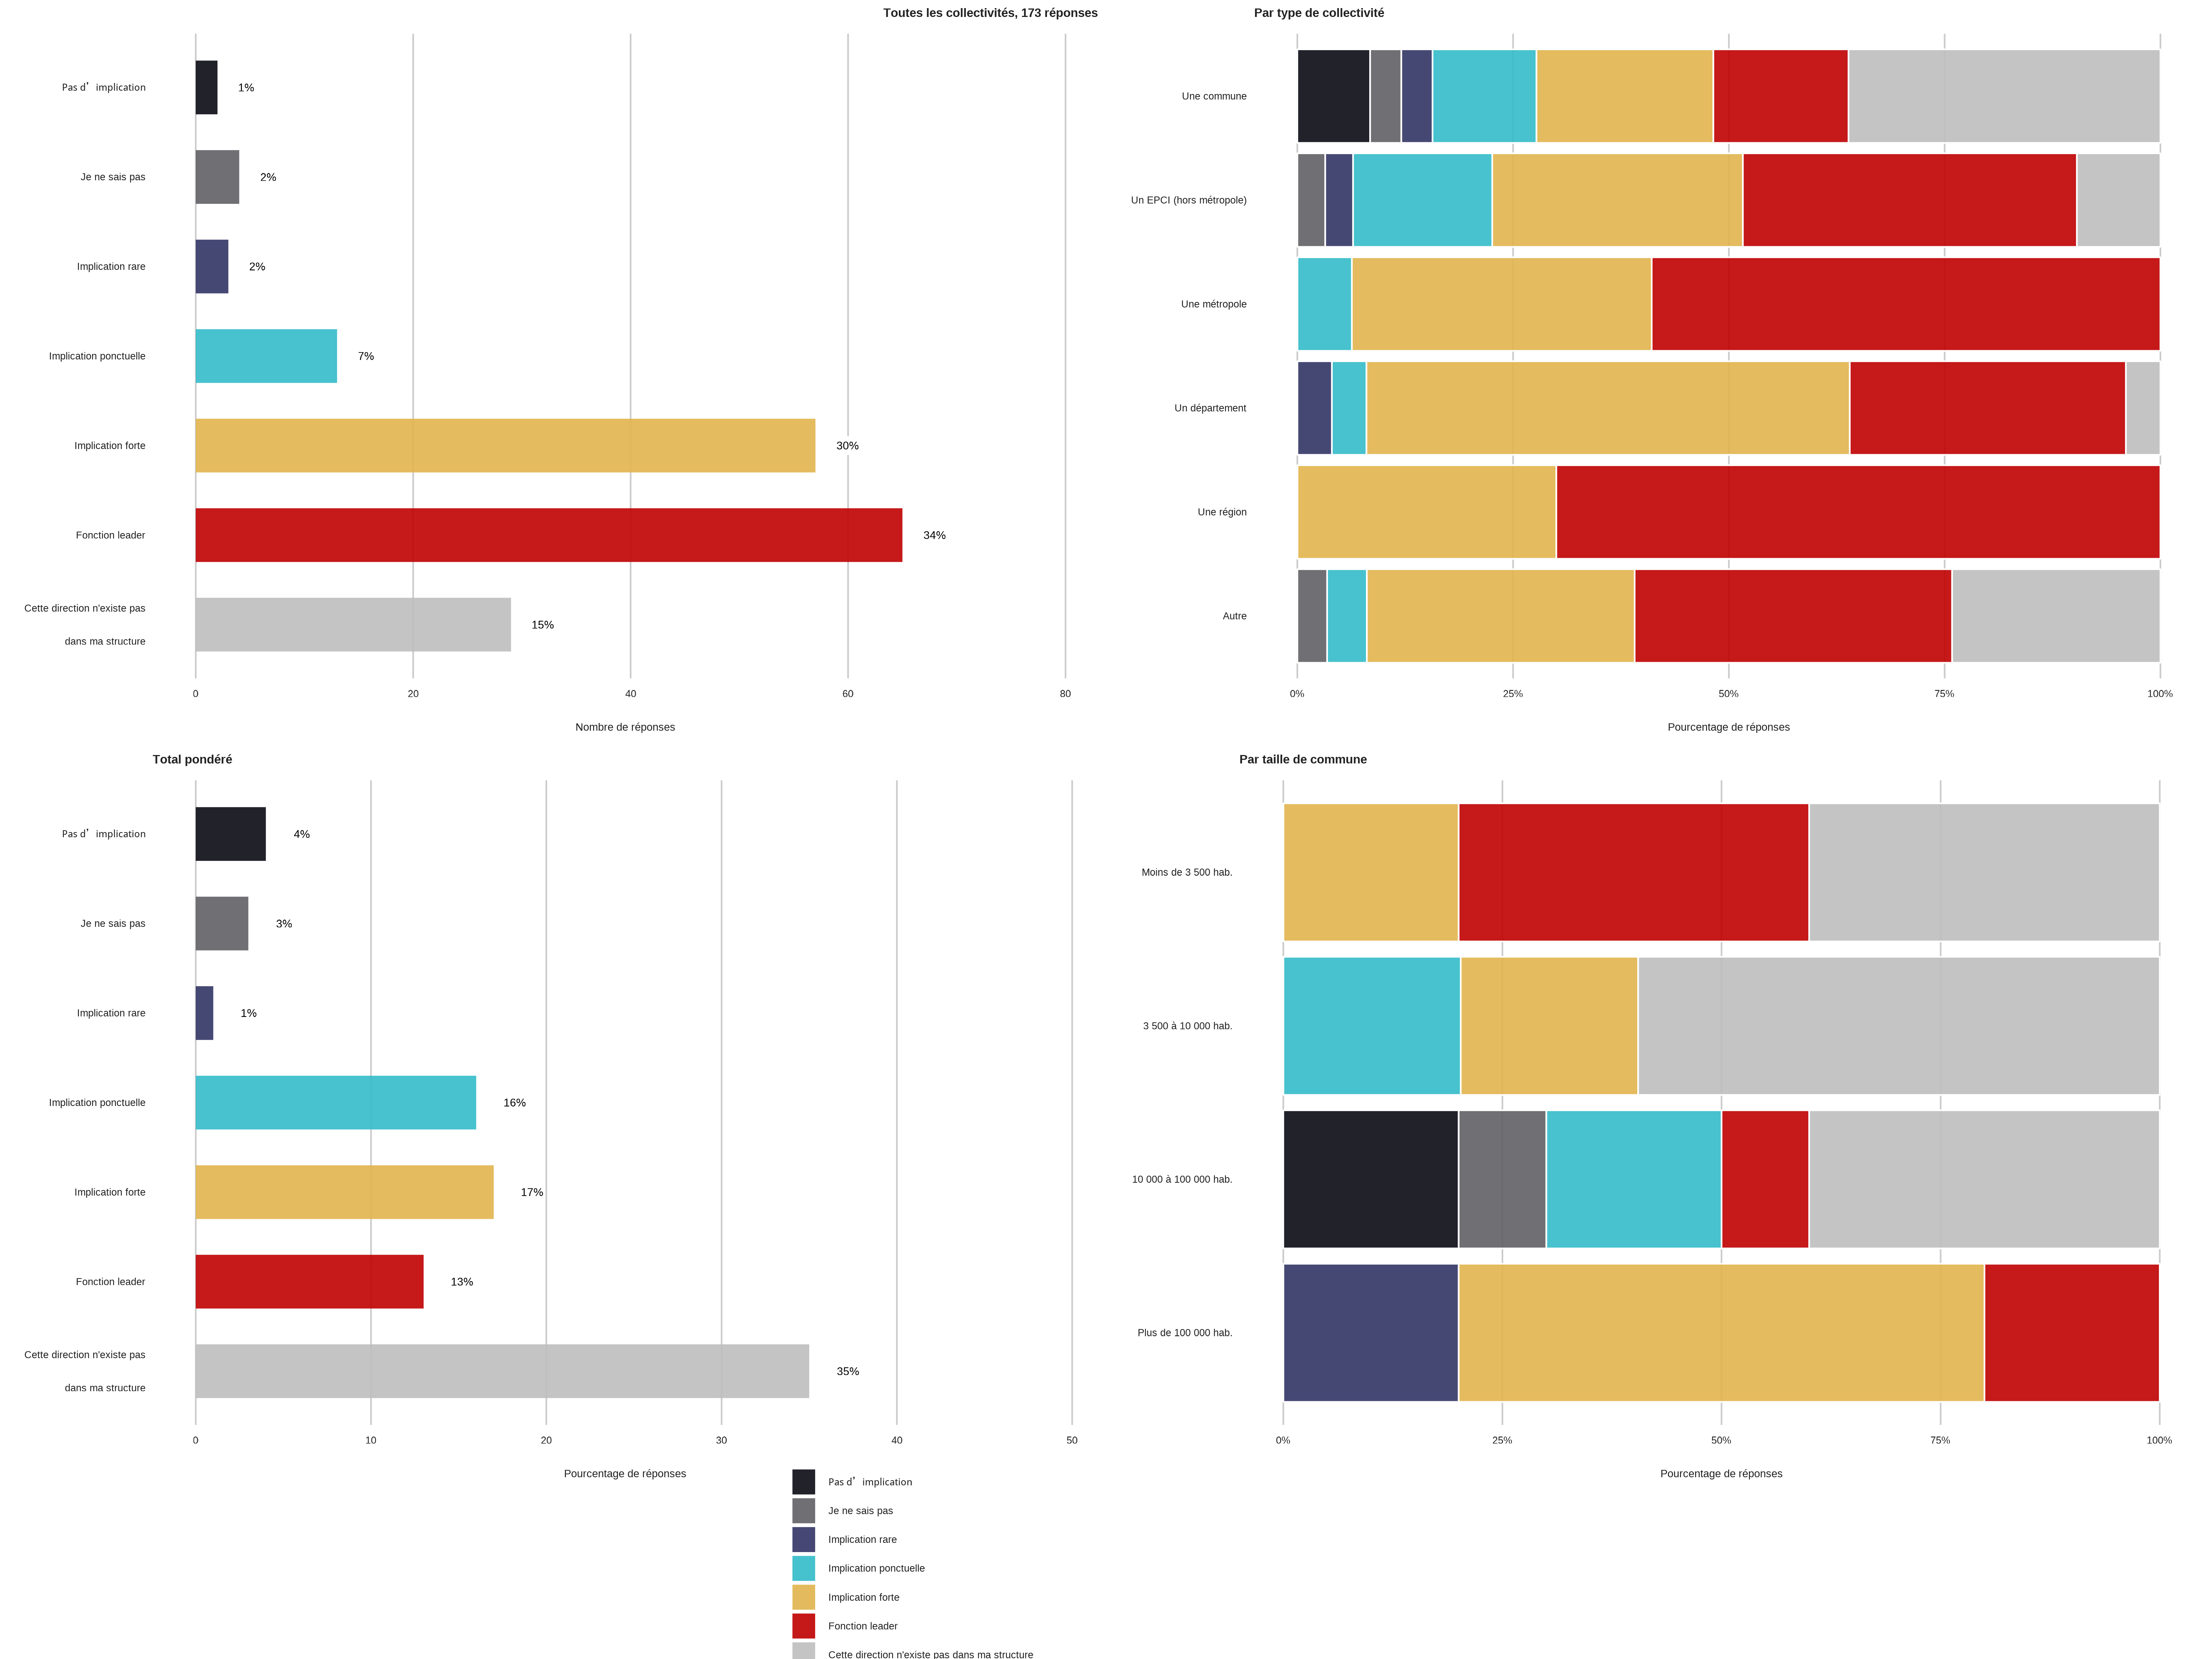 Toutes les collectivités, 173 réponses
Pas d’ implication
1%
Je ne sais pas
2%
Implication rare
2%
Implication ponctuelle
7%
Implication forte
30%
Fonction leader
34%
Cette direction n'existe pas
dans ma structure
15%
0 20 40 60 80
Nombre de réponses
Par type de collectivité
Une commune
Un EPCI (hors métropole)
Une métropole
Un département
Une région
Autre
0% 25% 50% 75% 100%
Pourcentage de réponses
Total pondéré
Pas d’ implication
4%
Je ne sais pas
3%
Implication rare
1%
Implication ponctuelle
16%
Implication forte
17%
Fonction leader
13%
Cette direction n'existe pas
dans ma structure
35%
0 10 20 30 40 50
Pourcentage de réponses
Par taille de commune
Moins de 3 500 hab.
3 500 à 10 000 hab.
10 000 à 100 000 hab.
Plus de 100 000 hab.
0% 25% 50% 75% 100%
Pourcentage de réponses
Pas d’ implication
Je ne sais pas
Implication rare
Implication ponctuelle
Implication forte
Fonction leader
Cette direction n'existe pas dans ma structure